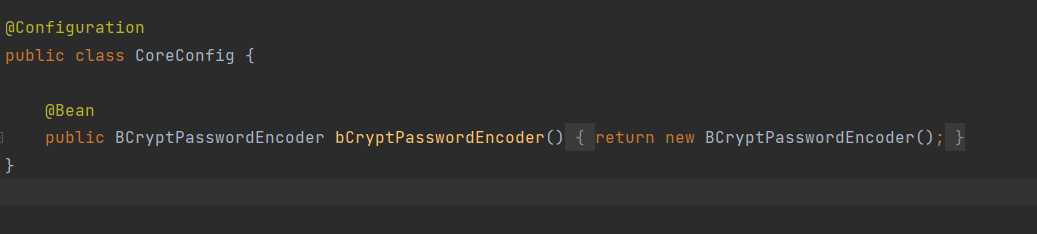 @Configuration
public class CoreConfig {
@Bean
public BCryptPasswordEncoder bCryptPasswordEncoder() { return new BCryptPasswordEncoder(); }
}